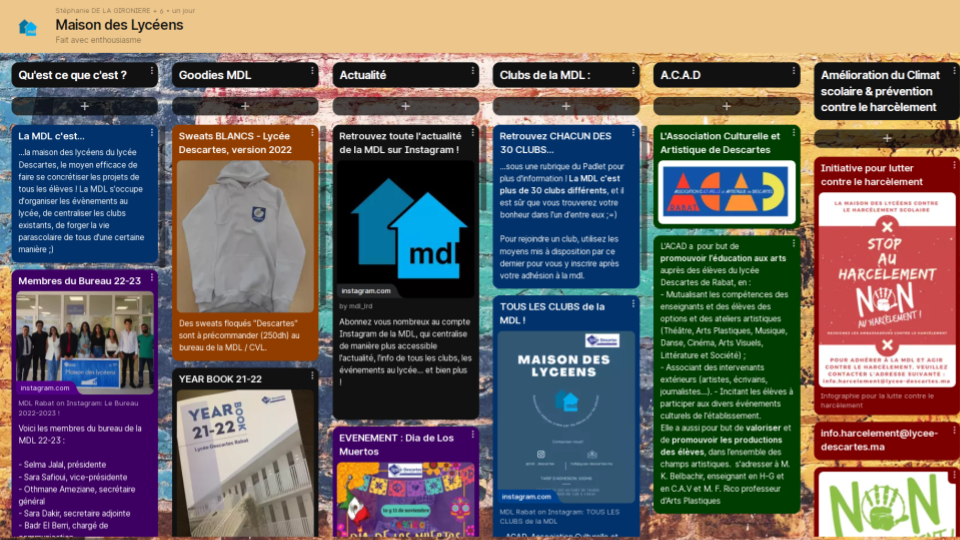 Stéphanie DE LA GIRONIERE + 6 • un jour
Maison des Lycéens
Fait avec enthousiasme
Qu'est ce que c'est ?
La MDL c'est...
...la maison des lycéens du lycée
Descartes, le moyen efficace de
faire se concrétiser les projets de
tous les élèves ! La MDL s'occupe
d'organiser les évènements au
lycée, de centraliser les clubs
existants, de forger la vie
parascolaire de tous d'une certaine
manière ;)
Membres du Bureau 22-23
Maison des lycéens
instagram.com
MDL Rabat on Instagram: Le Bureau
2022-2023 !
Voici les membres du bureau de la
MDL 22-23 :
- Selma Jalal, présidente
- Sara Safioui, vice-présidente
- Othmane Ameziane, secrétaire
général
- Sara Dakir, secrétaire adjointe
- Badr El Berri, chargé de
Goodies MDL
Sweats BLANCS - Lycée
Descartes, version 2022
Des sweats floqués "Descartes"
sont à précommander (250dh) au
bureau de la MDL / CVL.
YEAR BOOK 21-22
YEAR
BOOK
21-22
Lycée Descartes Rabat
Actualité
Retrouvez toute l'actualité
de la MDL sur Instagram !
mdl
instagram.com
by mdl_lrd
Abonnez vous nombreux au compte
Instagram de la MDL, qui centralise
de manière plus accessible
l'actualité, l'info de tous les clubs, les
événements au lycée... et bien plus
!
EVENEMENT : Dia de Los
Muertos
DÍA DE LOS MUERTOS
Clubs de la MDL :
Retrouvez CHACUN DES
30 CLUBS...
...sous une rubrique du Padlet pour
plus d'information ! La MDL c'est
plus de 30 clubs différents, et il
est sûr que vous trouverez votre
bonheur dans l'un d'entre eux ;=)
Pour rejoindre un club, utilisez les
moyens mis à disposition par ce
dernier pour vous y inscrire après
votre adhésion à la mdl.
TOUS LES CLUBS de la
MDL !
MAISON DES
LYCEENS
instagram.com
MDL Rabat on Instagram: TOUS LES
CLUBS de la MDL
A.C.A.D
L'Association Culturelle et
Artistique de Descartes
ACAD
RABAT
L'ACAD a pour but de
promouvoir l'éducation aux arts
auprès des élèves du lycée
Descartes de Rabat, en :
- Mutualisant les compétences des
enseignants et des élèves des
options et des ateliers artistiques
(Théâtre, Arts Plastiques, Musique,
Danse, Cinéma, Arts Visuels,
Littérature et Société) ;
- Associant des intervenants
extérieurs (artistes, écrivains,
journalistes...). - Incitant les élèves à
participer aux divers événements
culturels de l'établissement.
Elle a aussi pour but de valoriser et
de promouvoir les productions
des élèves, dans l'ensemble des
champs artistiques. s'adresser à M.
K. Belbachir, enseignant en H-G et
en C.A.V et M. F. Rico professeur
d'Arts Plastiques
Amélioration du Climat
scolaire & prévention
contre le harcèlement
Initiative pour lutter
contre le harcèlement
LA MAISON DES LYCÉENS CONTRE
LE HARCÈLEMENT SCOLAIRE
STOP
AU
HARCÈLEMENT
NON
AU HARCÈLEMENT !
POUR ADHÉRER À LA MDL ET AGIR
CONTRE LE HARCÈLEMENT, VEUILLEZ
CONTACTER L'ADRESSE SUIVANTE :
info.harcelement@lycee-descartes.ma
Infographie pour la lutte contre le
harcèlement
info.harcelement@lycee-
descartes.ma
NON